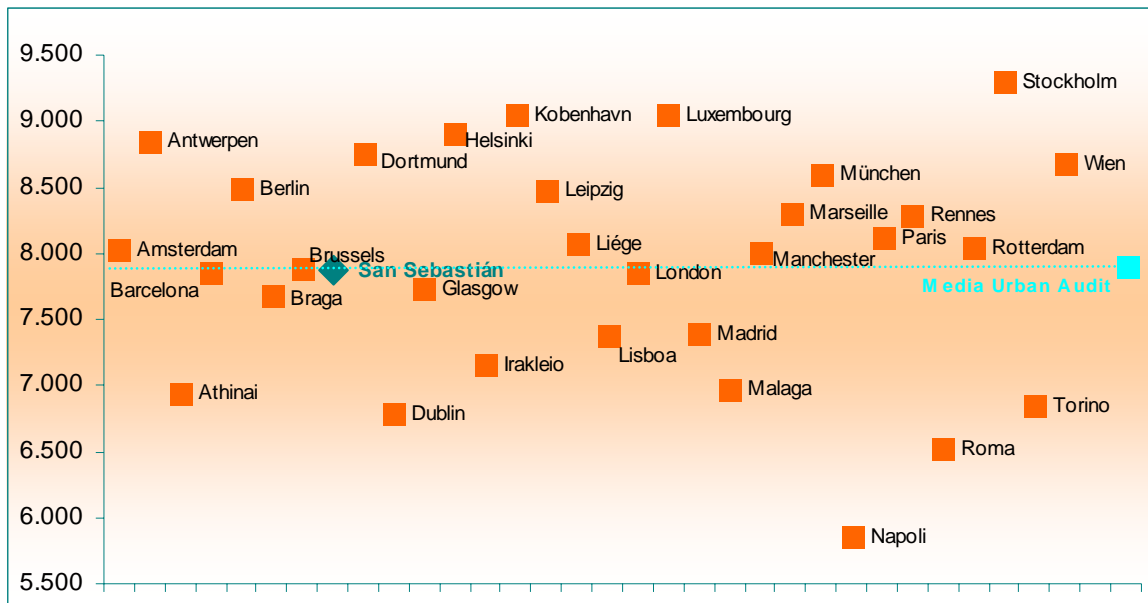 9.500
9.000
8.500
8.000
7.500
7.000
6.500
6.000
5.500
Stockholm
Kobenhavn
Luxembourg
Antwerpen
Helsinki
Dortmund
Wien
München
Berlin
Leipzig
Marseille
Rennes
Paris
Liége
Amsterdam
Brussels
Rotterdam
Manchester
San Sebastián
London
Barcelona
Glasgow
Media Urban Audit
Braga
Madrid
Lisboa
Irakleio
Athinai
Malaga
Dublin
Torino
Roma
Napoli